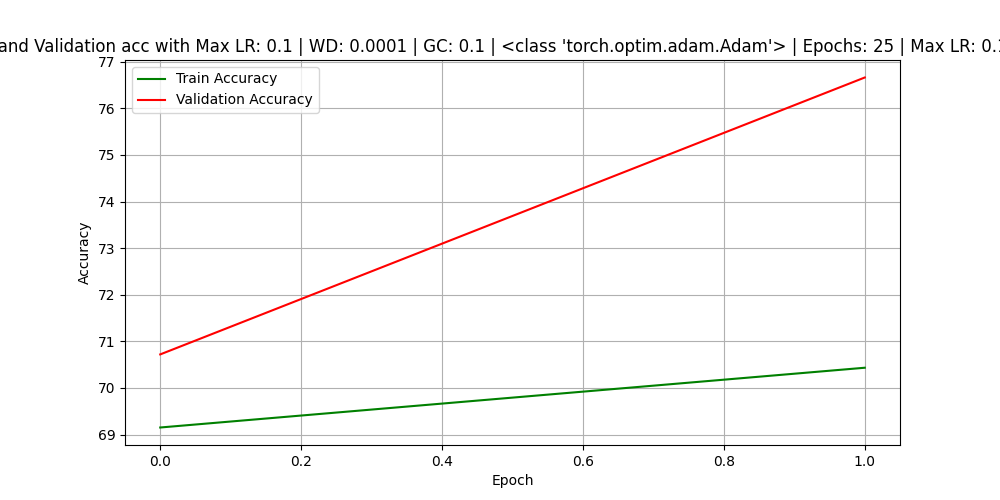 and Validation acc with Max LR: 0.1 | WD: 0.0001 | GC: 0.1 | <class 'torch.optim.adam.Adam'> | Epochs: 25 | Max LR: 0.1
Train Accuracy
Validation Accuracy
77
76
75
74
73
72
71
70
69
Accuracy
0.0 0.2 0.4 0.6 0.8 1.0
Epoch